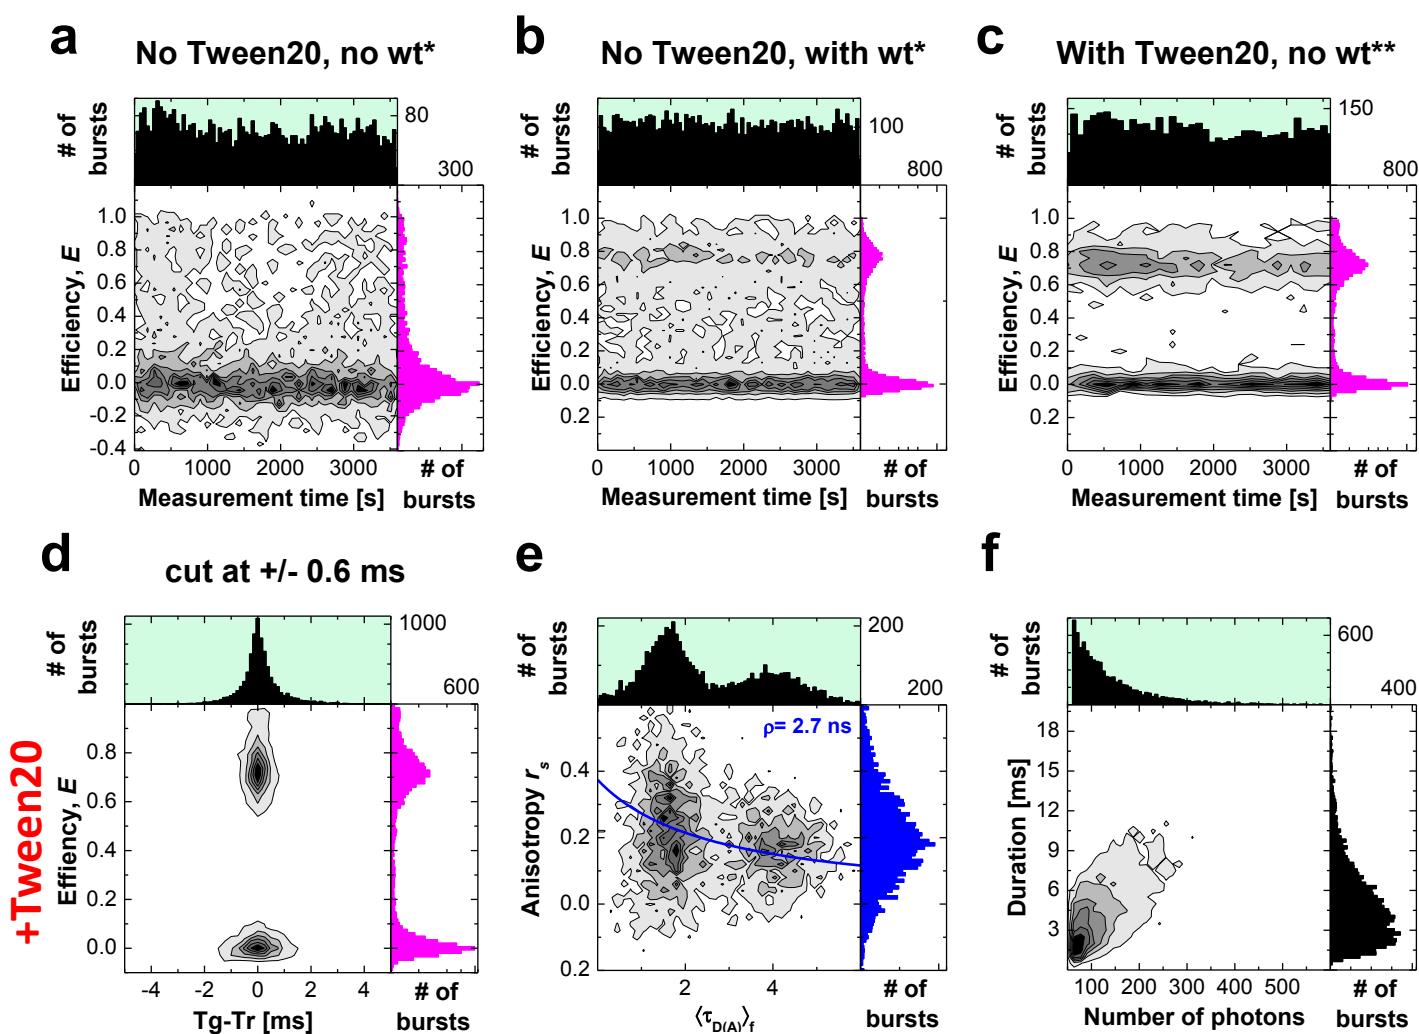 a
No Tween20, no wt*
# of
bursts
80
300
Efficiency, E
1.0
0.8
0.6
0.4
0.2
0.0
-0.2
-0.4
0 1000 2000 3000
Measurement time [s]
# of
bursts
b
No Tween20, with wt*
# of
bursts
100
800
Efficiency, E
1.0
0.8
0.6
0.4
0.2
0.0
0.2
0 1000 2000 3000
Measurement time [s]
# of
bursts
c
With Tween20, no wt**
# of
bursts
150
800
Efficiency, E
1.0
0.8
0.6
0.4
0.2
0.0
0.2
0 1000 2000 3000
Measurement time [s]
# of
bursts
+Tween20
d
cut at +/- 0.6 ms
# of
bursts
1000
600
Effiency, E
0.8
0.6
0.4
0.2
0.0
-4 -2 0 2 4
Tg-Tr [ms]
# of
bursts
e
# of
bursts
200
200
ρ= 2.7 ns
Anisotropy rs
0.4
0.2
0.0
0.2
2 4
⟨τD(A)⟩f
# of
bursts
f
# of
bursts
600
400
Duration [ms]
18
15
12
9
6
3
100 200 300 400 500
Number of photons
# of
bursts